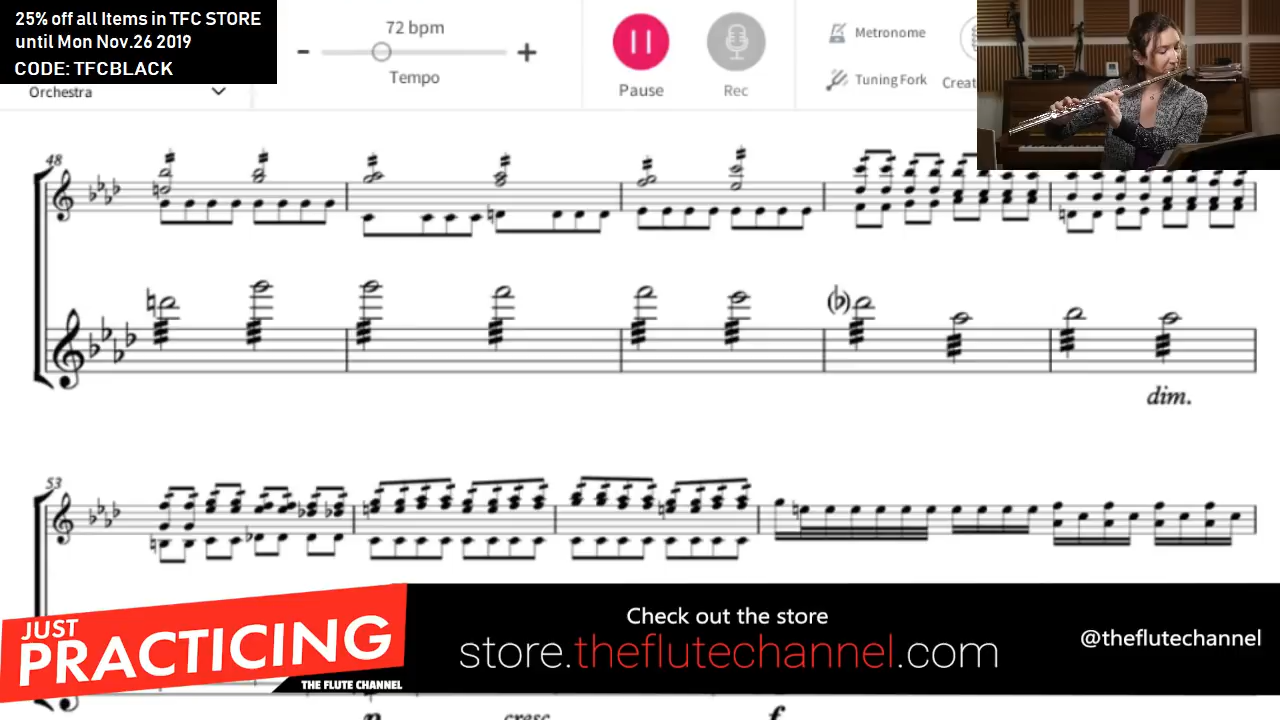 25% off all Items in TFC STORE
until Mon Nov.26 2019
CODE: TFCBLACK
Orchestra
72 bpm
Tempo
Pause
Rec
Metronome
Tuning Fork
Creat
48
dim.
53
JUST
PRACTICING
THE FLUTE CHANNEL
Check out the store
store.theflutechannel.com
@theflutechannel
p cresc. f